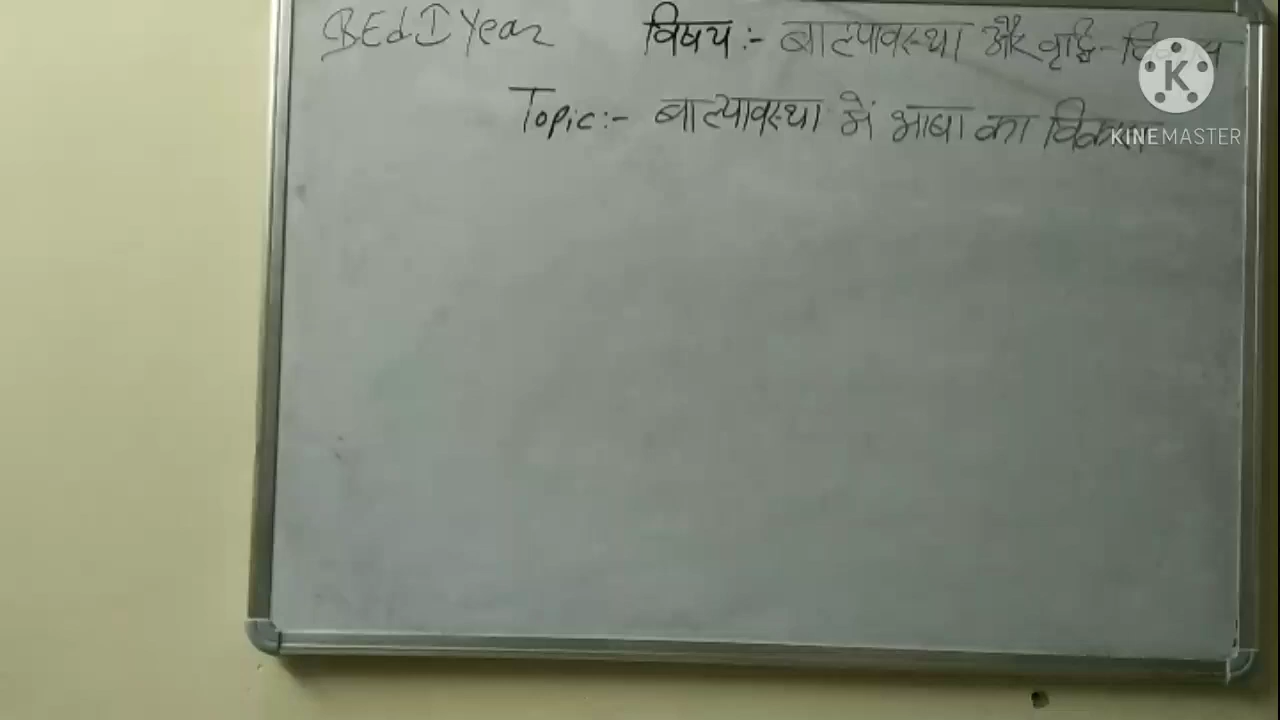 BEd I Year विषय :- बाल्यावस्था और वृद्धि - विकास
Topic :- बाल्यावस्था में भाषा का विकास
K
KINEMASTER